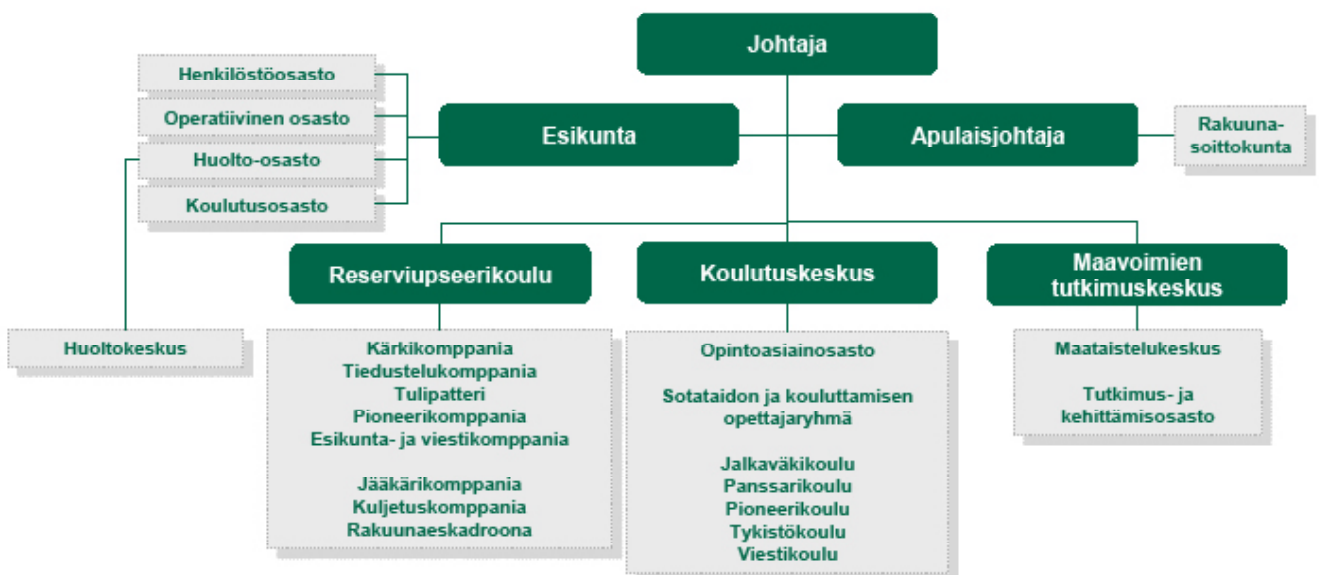 Johtaja
Henkilöstöosasto
Operatiivinen osasto
Huolto-osasto
Koulutusosasto
Esikunta
Apulaisjohtaja
Rakuuna-
soittokunta
Reserviupseerikoulu
Koulutuskeskus
Maavoimien
tutkimuskeskus
Huoltokeskus
Kärkikomppania
Tiedustelukomppania
Tulipatteri
Pioneerikomppania
Esikunta- ja viestikomppania
Jääkärikomppania
Kuljetuskomppania
Rakuunaeskadroona
Opintoasiainosasto
Sotataidon ja kouluttamisen
opettajaryhmä
Jalkaväkikoulu
Panssarikoulu
Pioneerikoulu
Tykistökoulu
Viestikoulu
Maataistelukeskus
Tutkimus- ja
kehittämisosasto